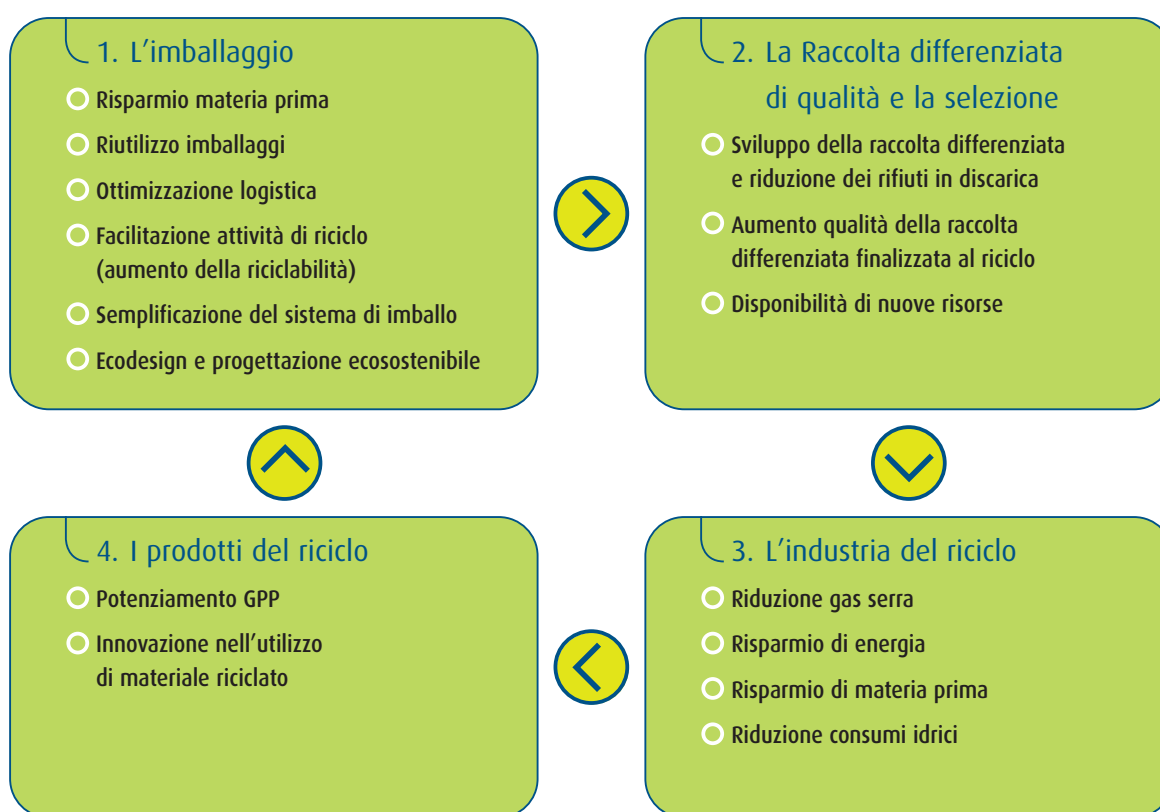 1. L'imballaggio
Risparmio materia prima
Riutilizzo imballaggi
Ottimizzazione logistica
Facilitazione attività di riciclo
(aumento della riciclabilità)
Semplificazione del sistema di imballo
Ecodesign e progettazione ecosostenibile
2. La Raccolta differenziata
di qualità e la selezione
Sviluppo della raccolta differenziata
e riduzione dei rifiuti in discarica
Aumento qualità della raccolta
differenziata finalizzata al riciclo
Disponibilità di nuove risorse
3. L'industria del riciclo
Riduzione gas serra
Risparmio di energia
Risparmio di materia prima
Riduzione consumi idrici
4. I prodotti del riciclo
Potenziamento GPP
Innovazione nell'utilizzo
di materiale riciclato